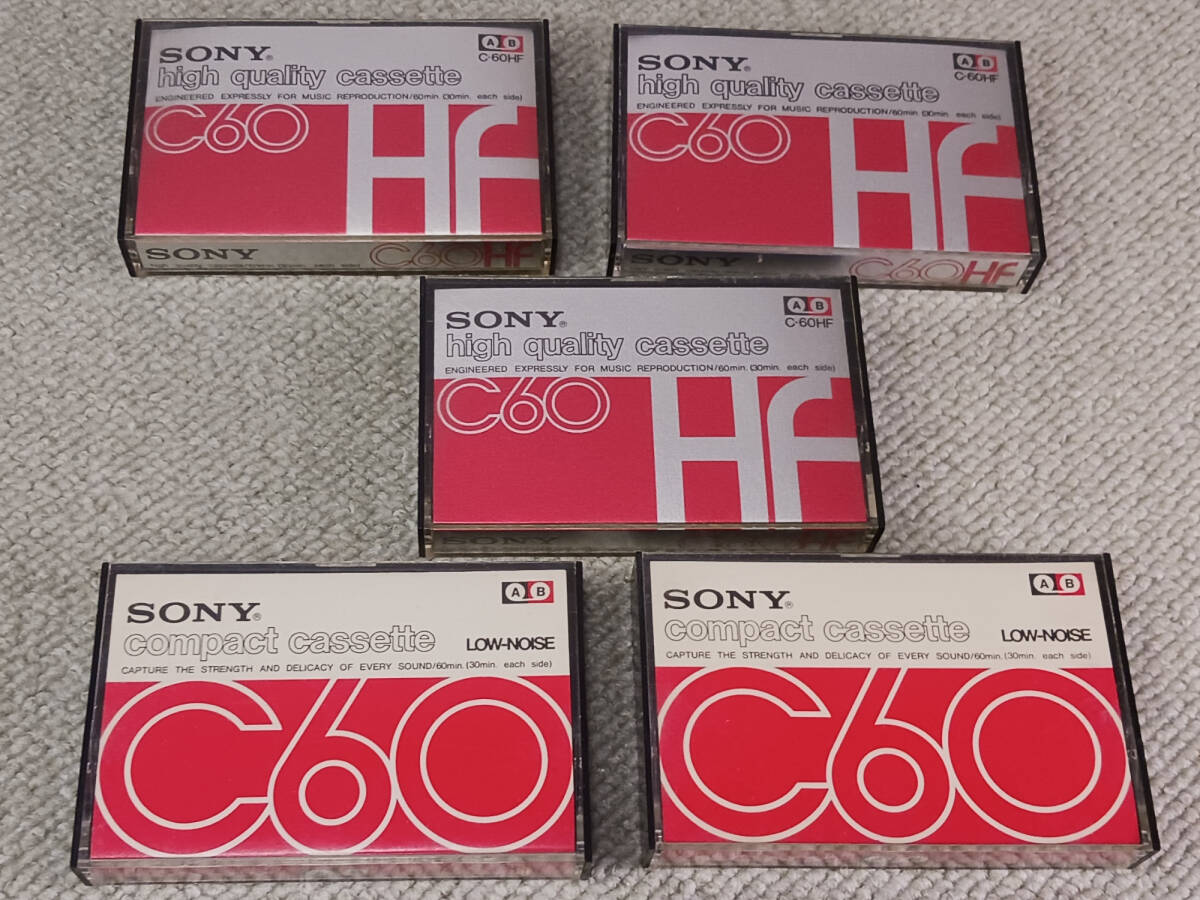 SONY®
A B
C-60HF
high quality cassette
ENGINEERED EXPRESSLY FOR MUSIC REPRODUCTION/60min. (30min. each side)
C60
HF
SONY
C60HF
SONY®
A B
C-60HF
high quality cassette
ENGINEERED EXPRESSLY FOR MUSIC REPRODUCTION/60min. (30min. each side)
C60
HF
SONY
C60HF
SONY®
A B
C-60HF
high quality cassette
ENGINEERED EXPRESSLY FOR MUSIC REPRODUCTION/60min. (30min. each side)
C60
HF
SONY
HF
SONY®
A B
compact cassette
LOW-NOISE
CAPTURE THE STRENGTH AND DELICACY OF EVERY SOUND/60min. (30min. each side)
C60
SONY®
A B
compact cassette
LOW-NOISE
CAPTURE THE STRENGTH AND DELICACY OF EVERY SOUND/60min. (30min. each side)
C60